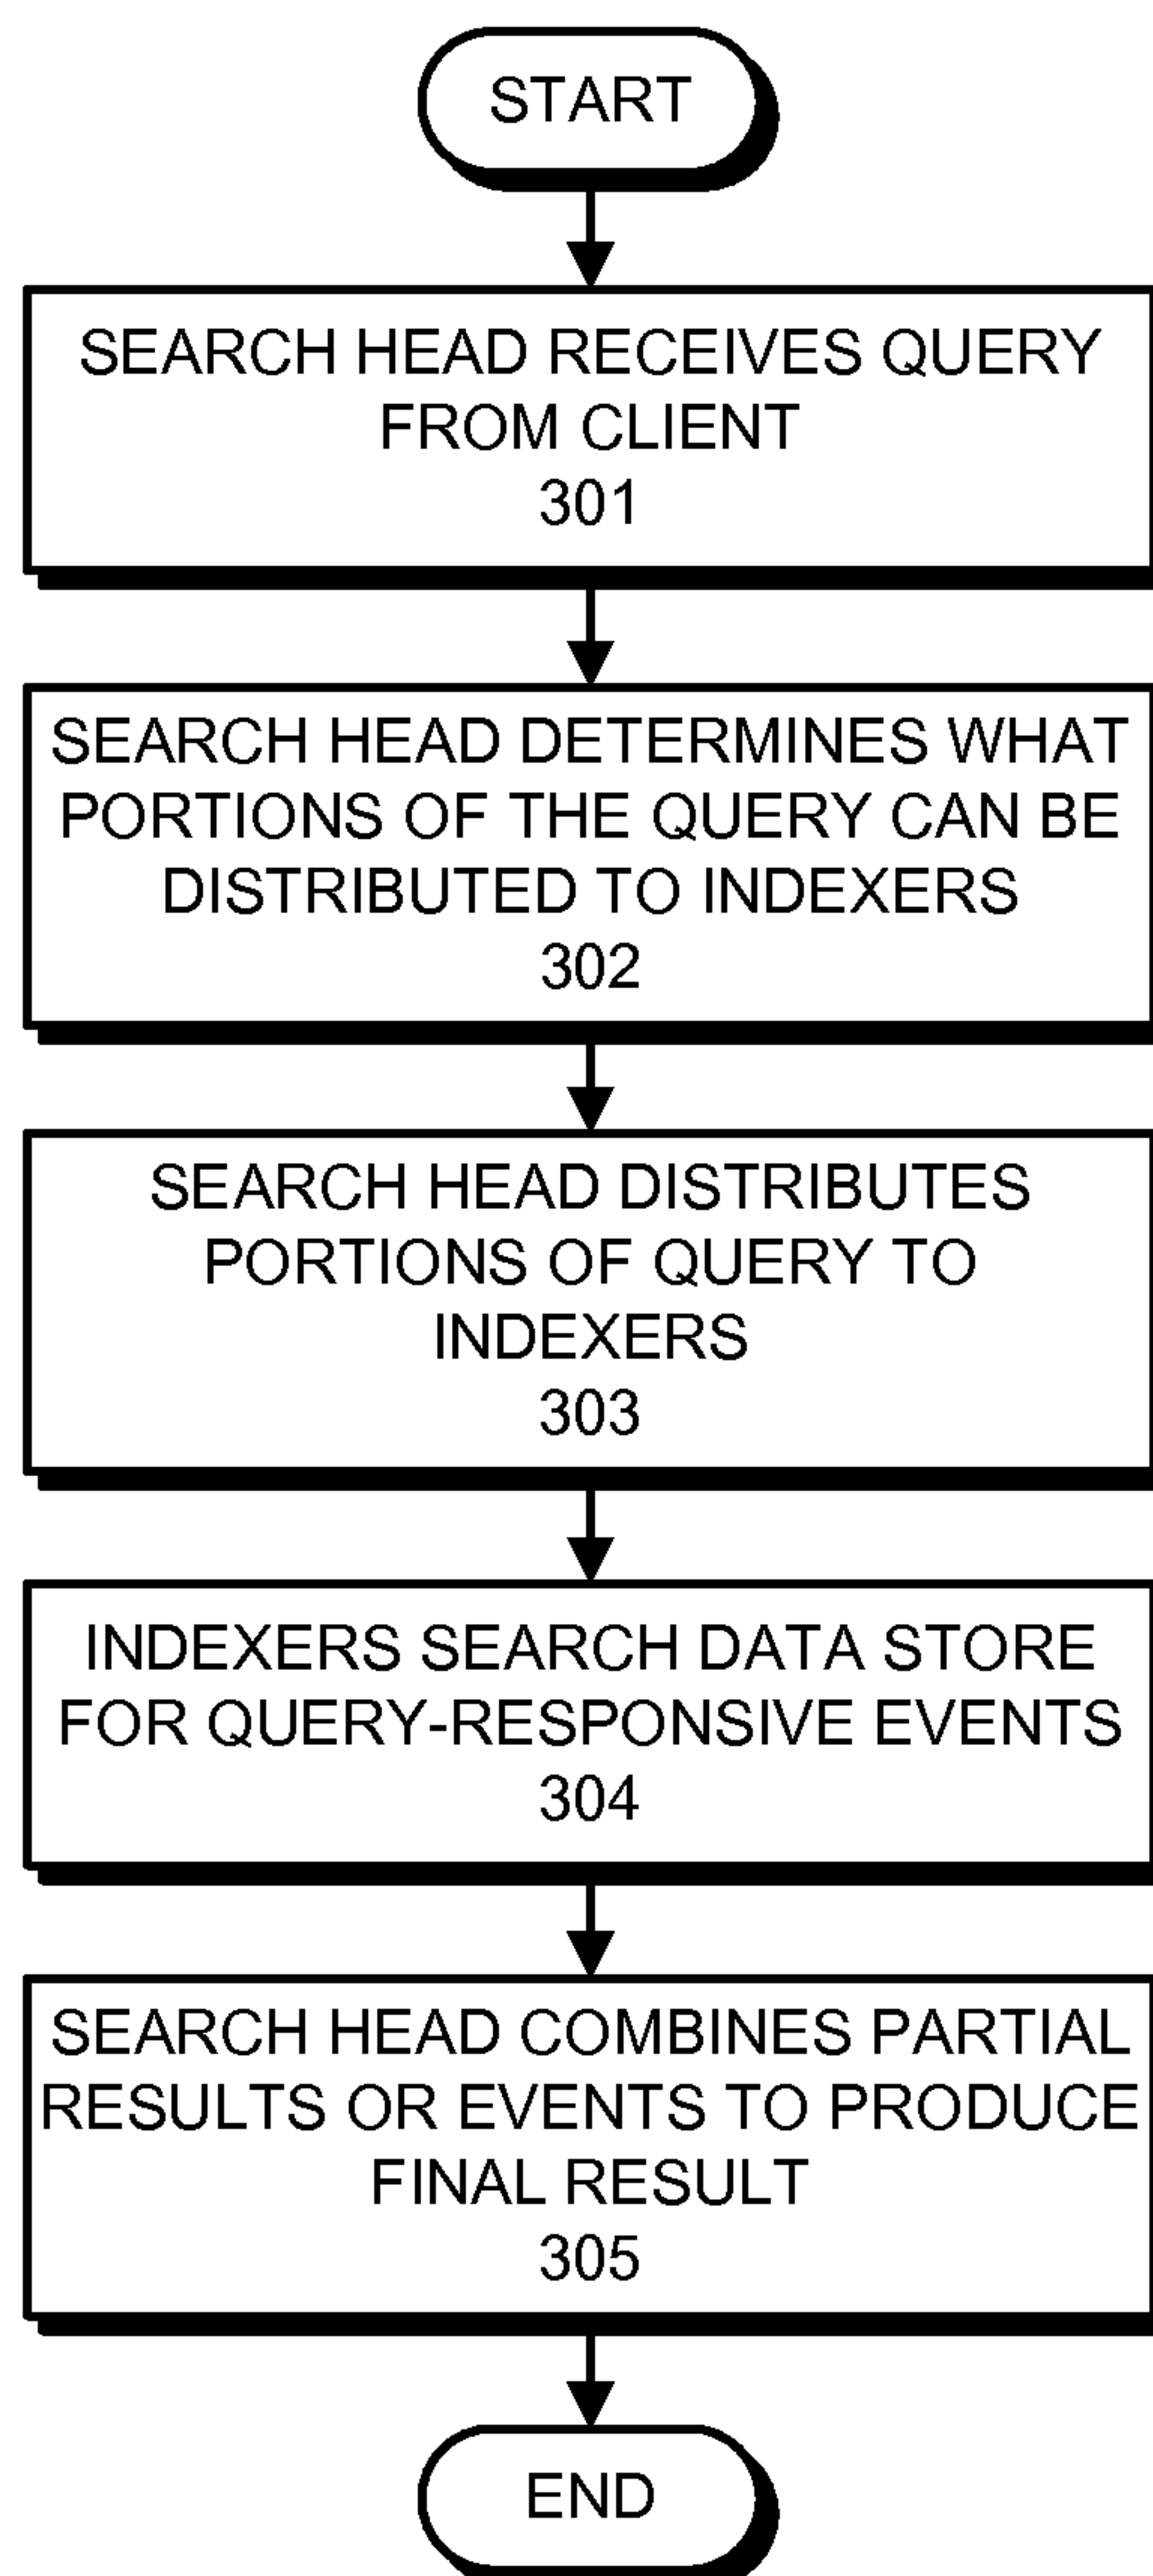 START
SEARCH HEAD RECEIVES QUERY
FROM CLIENT
301
SEARCH HEAD DETERMINES WHAT
PORTIONS OF THE QUERY CAN BE
DISTRIBUTED TO INDEXERS
302
SEARCH HEAD DISTRIBUTES
PORTIONS OF QUERY TO
INDEXERS
303
INDEXERS SEARCH DATA STORE
FOR QUERY-RESPONSIVE EVENTS
304
SEARCH HEAD COMBINES PARTIAL
RESULTS OR EVENTS TO PRODUCE
FINAL RESULT
305
END